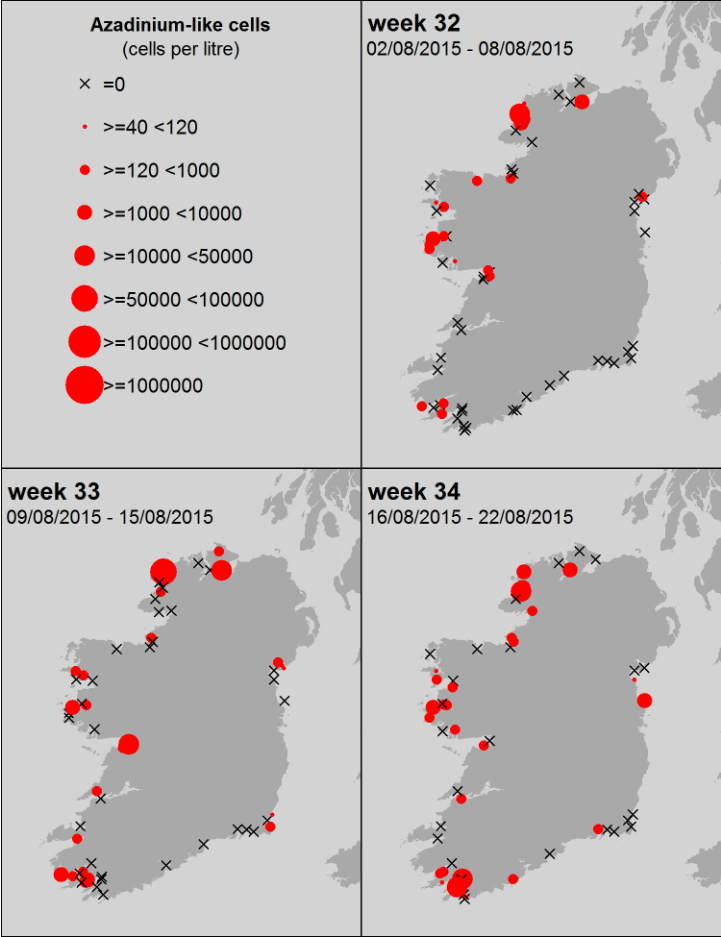 Azadinium-like cells
(cells per litre)
=0
>=40 <120
>=120 <1000
>=1000 <10000
>=10000 <50000
>=50000 <100000
>=100000 <1000000
>=1000000
week 32
02/08/2015 - 08/08/2015
week 33
09/08/2015 - 15/08/2015
week 34
16/08/2015 - 22/08/2015